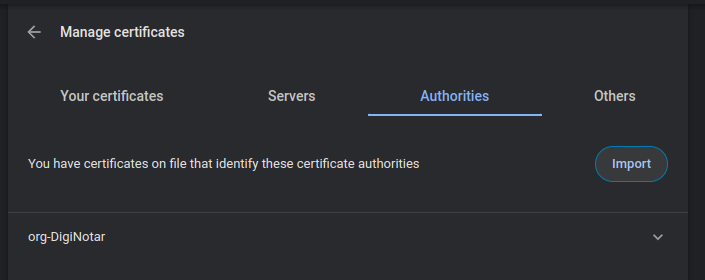 Manage certificates
Your certificates Servers Authorities Others
You have certificates on file that identify these certificate authorities Import
org-DigiNotar